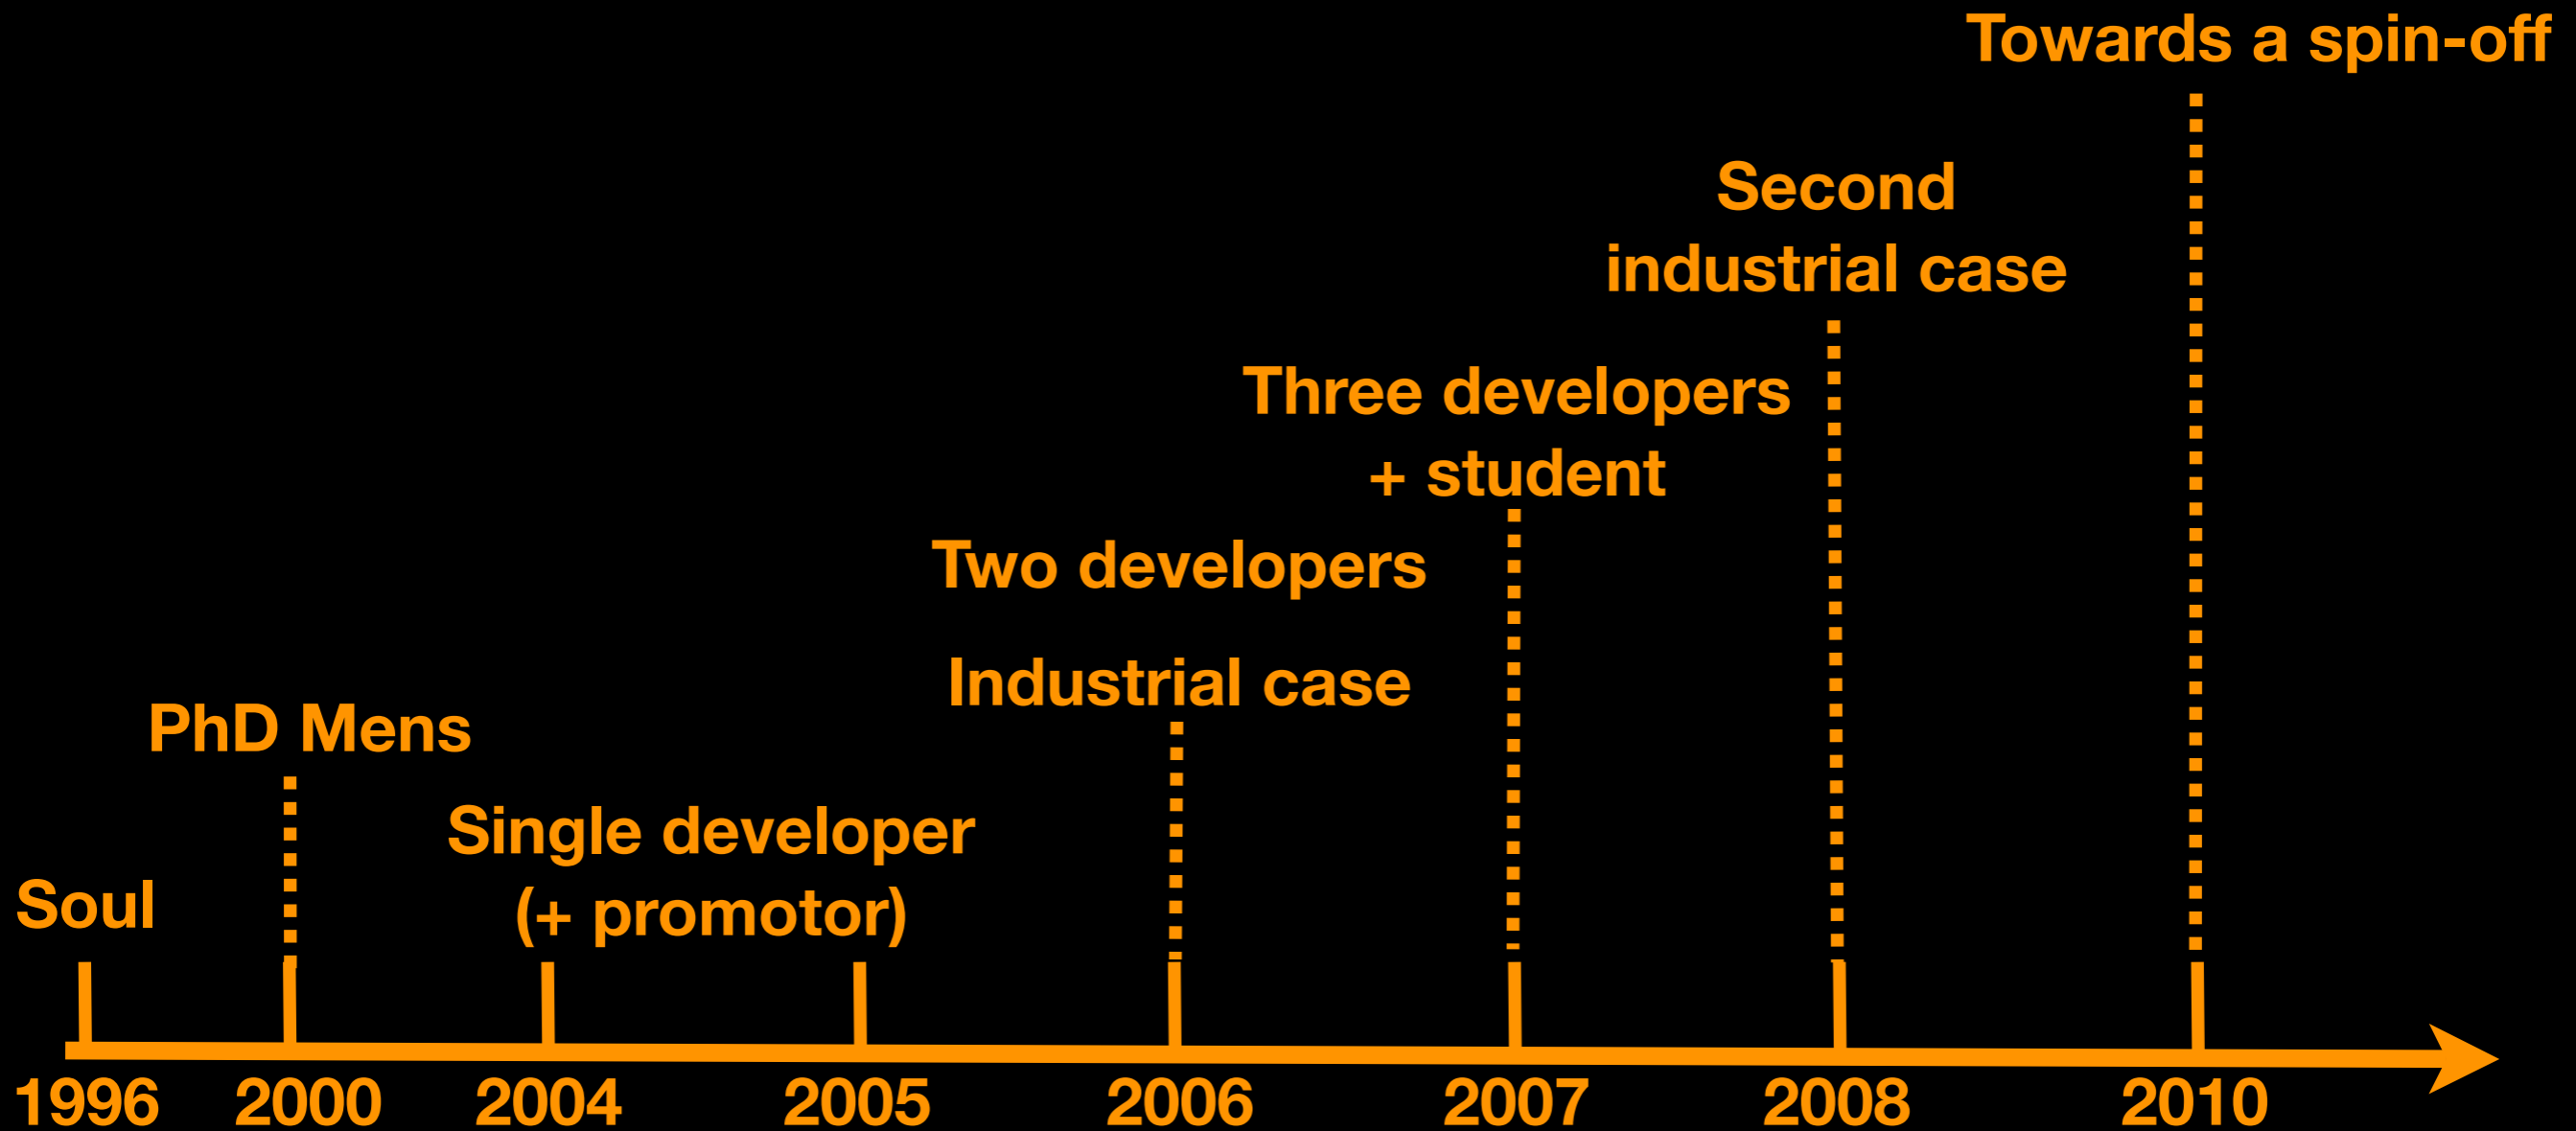 Towards a spin-off
Second
industrial case
Three developers
+ student
Two developers
Industrial case
PhD Mens
Single developer
(+ promotor)
Soul
1996 2000 2004 2005 2006 2007 2008 2010